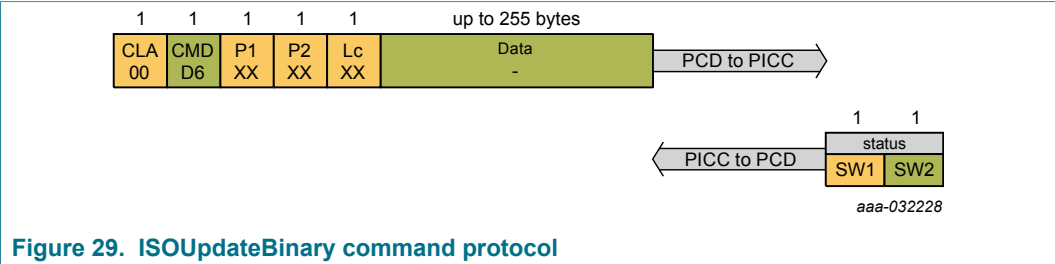 1 1 1 1 1 up to 255 bytes
CLA CMD P1 P2 Lc Data
00 D6 XX XX XX -
PCD to PICC
1 1
status
PICC to PCD
SW1 SW2
aaa-032228
Figure 29. ISOUpdateBinary command protocol